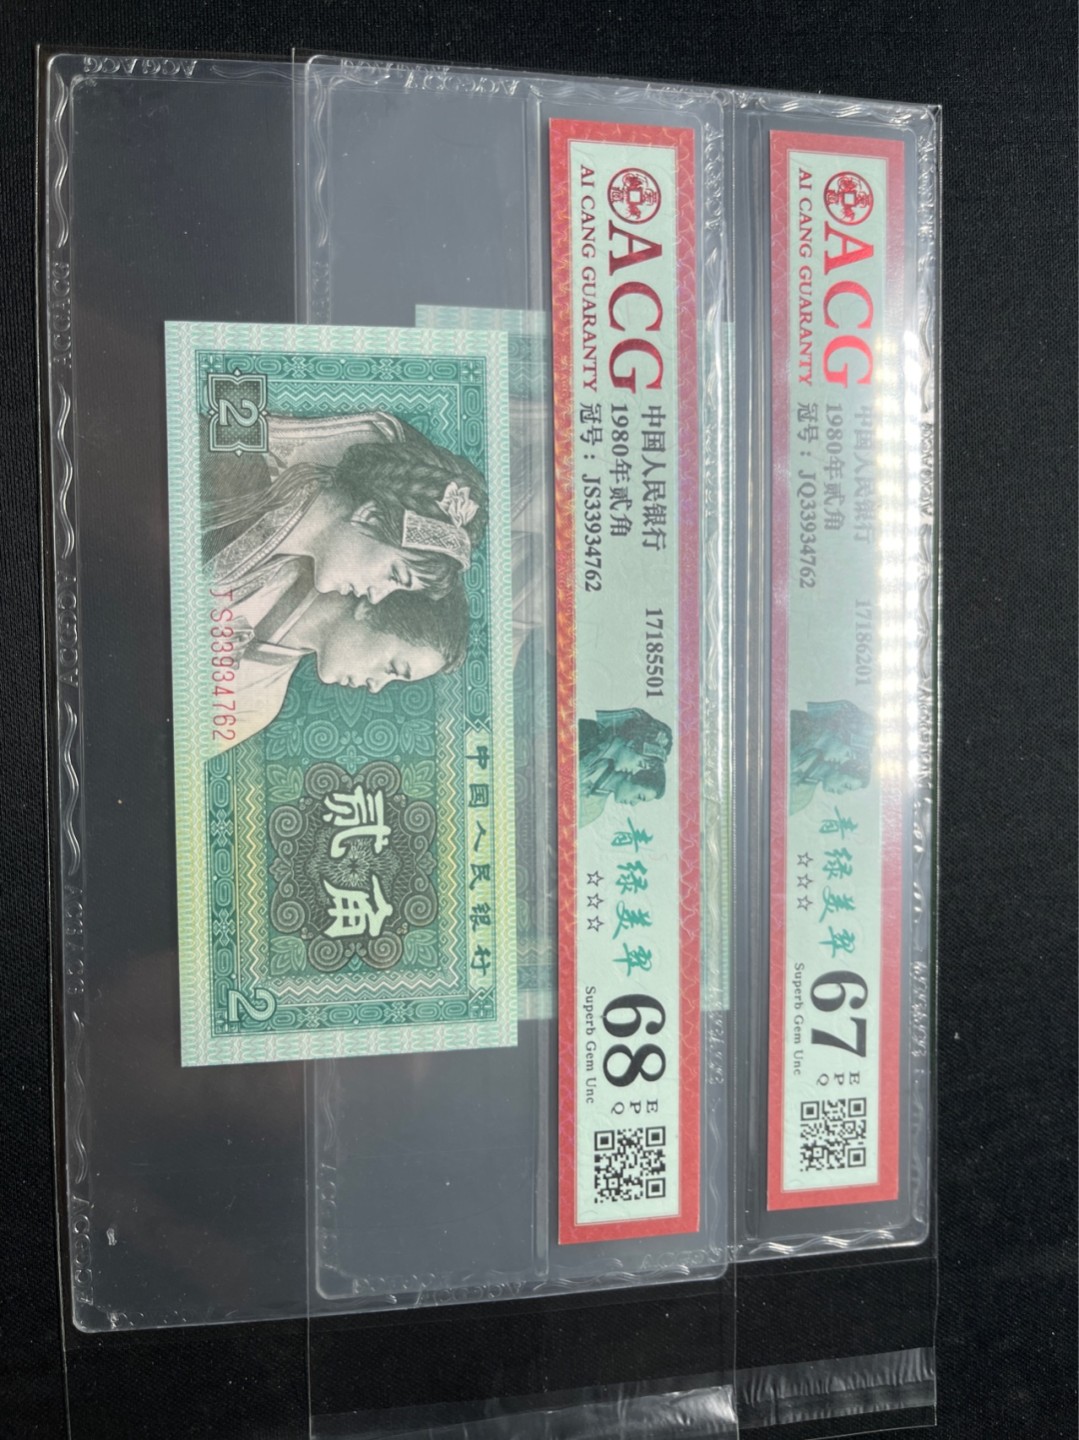 ACG
AI CANG GUARANTY
中国人民银行
1980年贰角
冠号：JQ33934762
17186201
青绿美翠
☆☆☆
67
EPQ
Superb Gem Unc
ACG
AI CANG GUARANTY
中国人民银行
1980年贰角
冠号：JS33934762
17185501
青绿美翠
☆☆☆
68
EPQ
Superb Gem Unc
中国人民银行
2
贰角
JS33934762
2